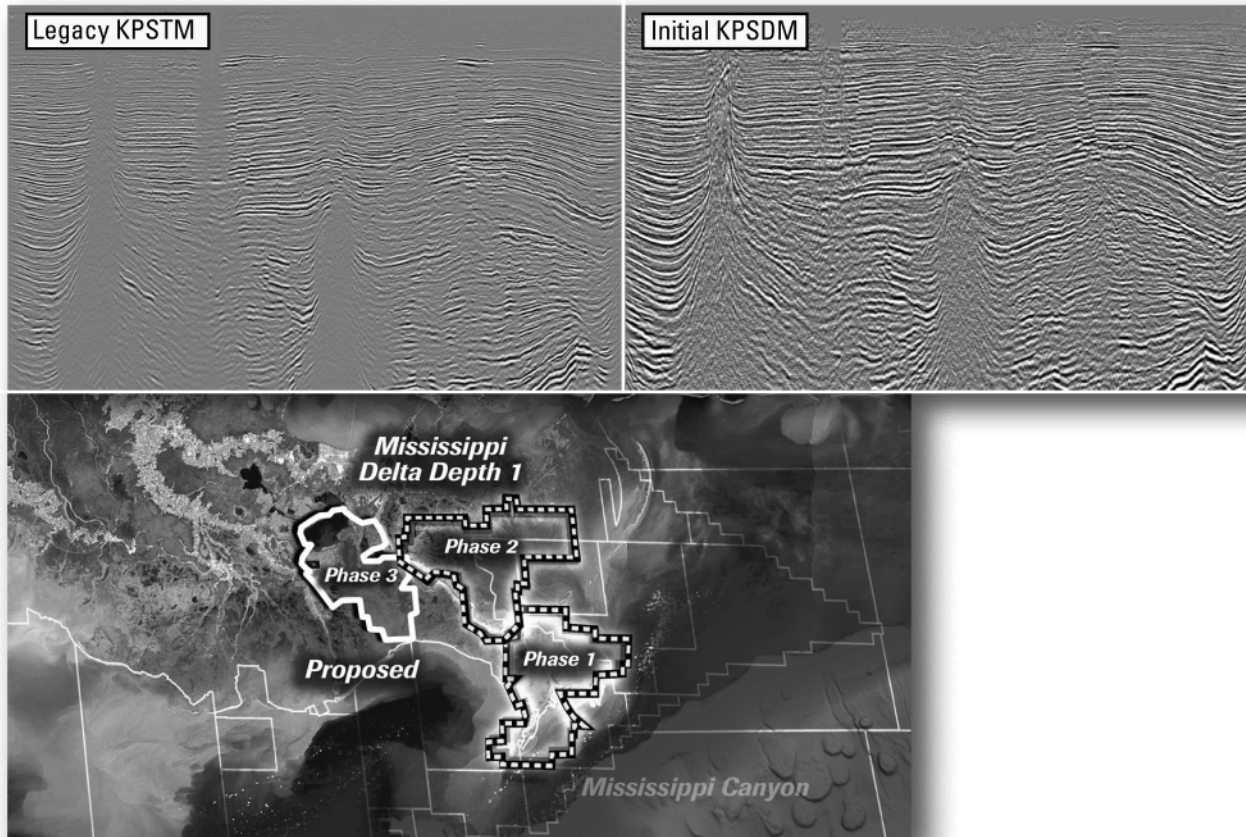 Legacy KPSTM
Initial KPSDM
Mississippi
Delta Depth 1
Phase 2
Phase 3
Phase 1
Proposed
Mississippi Canyon